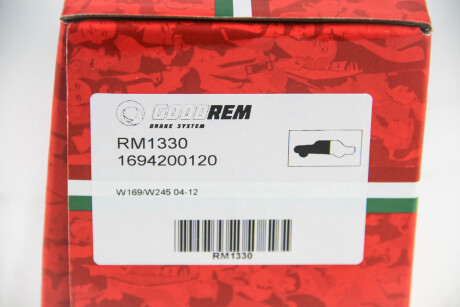 GOODREM
BRAKE SYSTEM
RM1330
1694200120
W169/W245 04-12
RM1330